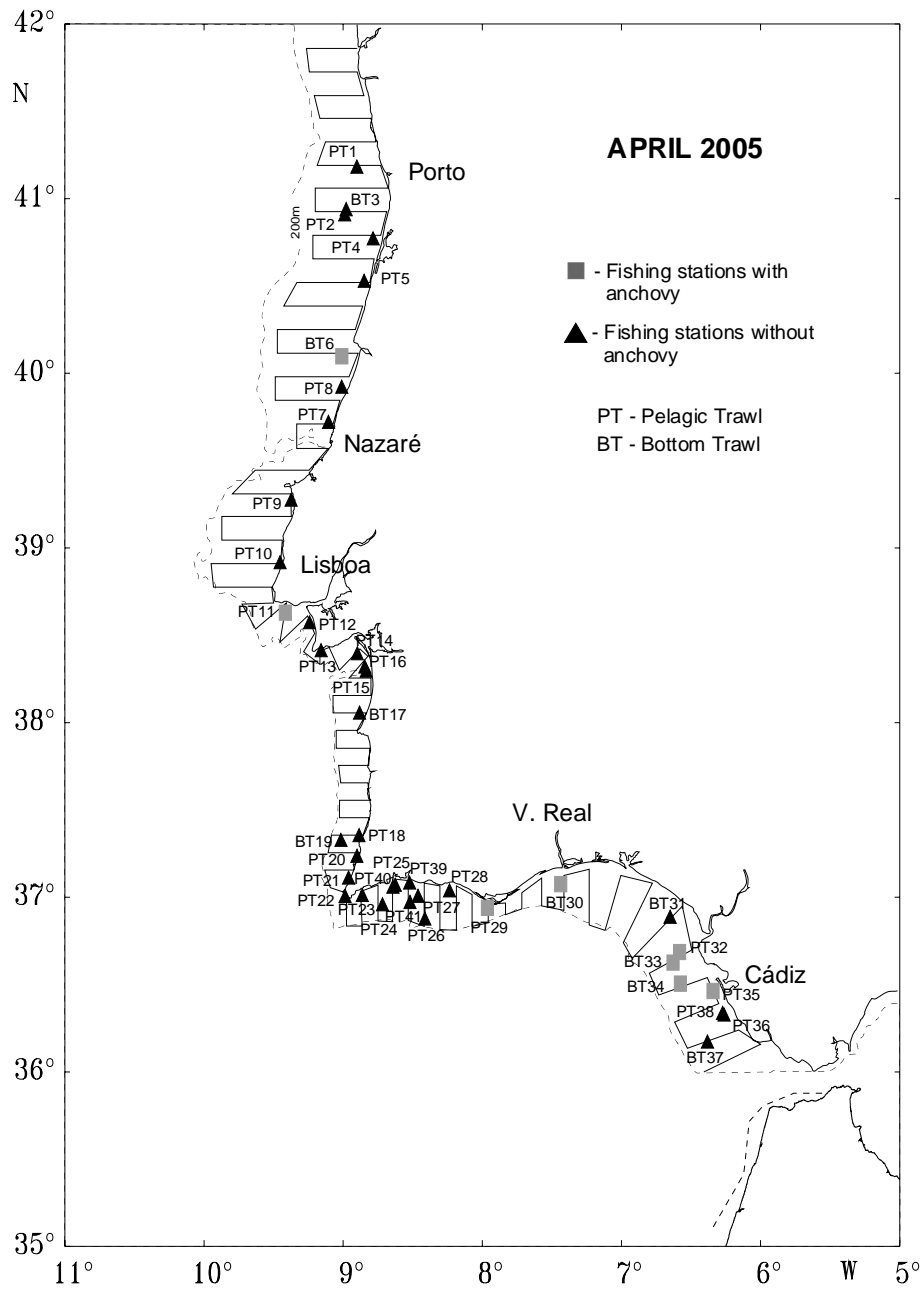 42°
N
APRIL 2005
PT1
Porto
41°
BT3
PT2
200m
PT4
PT5
- Fishing stations with
anchovy
- Fishing stations without
anchovy
BT6
40°
PT8
PT - Pelagic Trawl
BT - Bottom Trawl
PT7
Nazaré
PT9
39°
PT10
Lisboa
PT11
PT12
PT14
PT13
PT16
PT15
BT17
38°
V. Real
BT19
PT18
PT20
PT25
PT39
PT21
PT40
PT28
37°
PT22
PT23
PT27
PT41
PT24
PT26
PT29
BT30
BT31
PT32
BT33
BT34
Cádiz
PT35
PT38
PT36
BT37
36°
35°
11°
10°
9°
8°
7°
6°
W
5°